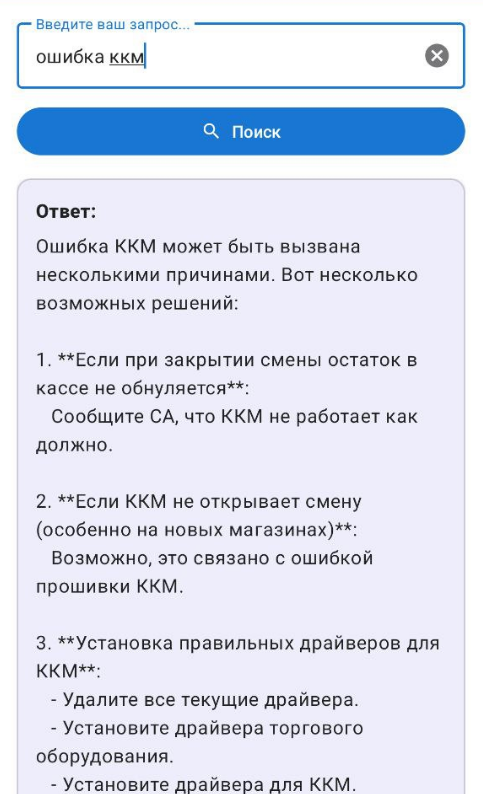 Введите ваш запрос...
ошибка ккм
Поиск
Ответ:
Ошибка ККМ может быть вызвана
несколькими причинами. Вот несколько
возможных решений:
1. **Если при закрытии смены остаток в
кассе не обнуляется**:
Сообщите СА, что ККМ не работает как
должно.
2. **Если ККМ не открывает смену
(особенно на новых магазинах)**:
Возможно, это связано с ошибкой
прошивки ККМ.
3. **Установка правильных драйверов для
ККМ**:
- Удалите все текущие драйвера.
- Установите драйвера торгового
оборудования.
- Установите драйвера для ККМ.